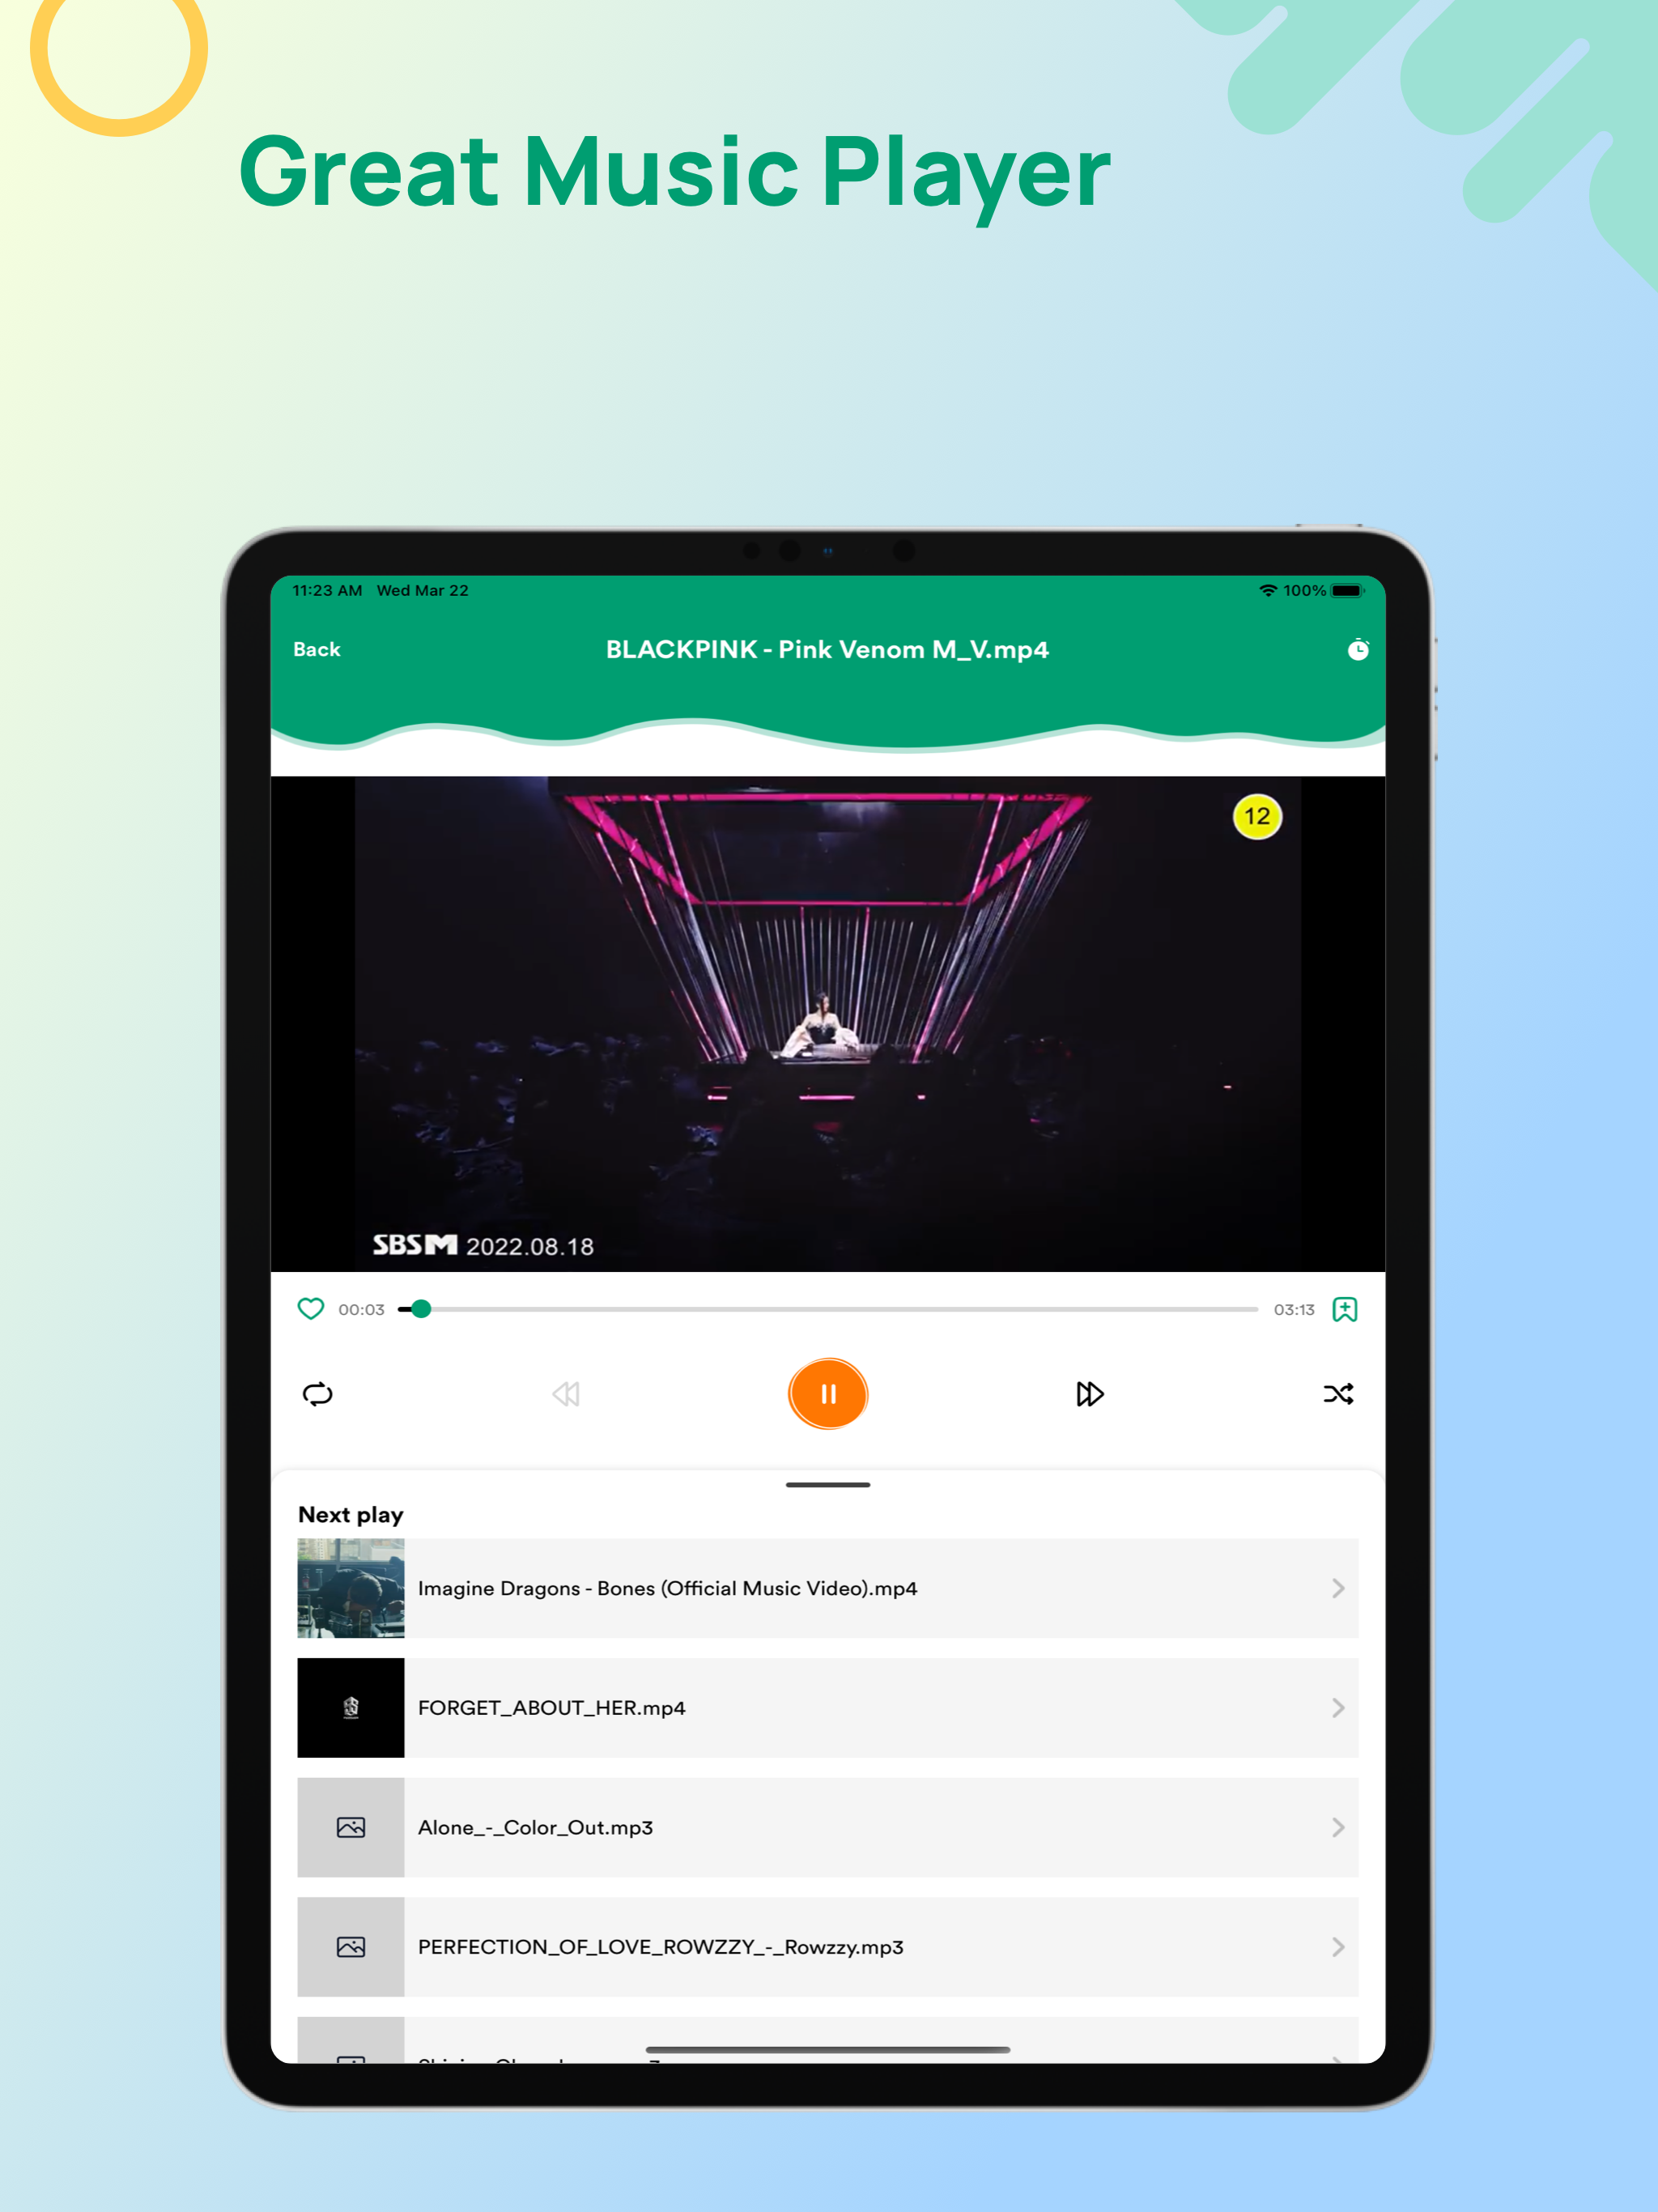 Great Music Player
11:23 AM Wed Mar 22
100%
Back
BLACKPINK - Pink Venom M_V.mp4
12
SBS M 2022.08.18
00:03
03:13
Next play
Imagine Dragons - Bones (Official Music Video).mp4
FORGET_ABOUT_HER.mp4
Alone_-_Color_Out.mp3
PERFECTION_OF_LOVE_ROWZZY_-_Rowzzy.mp3